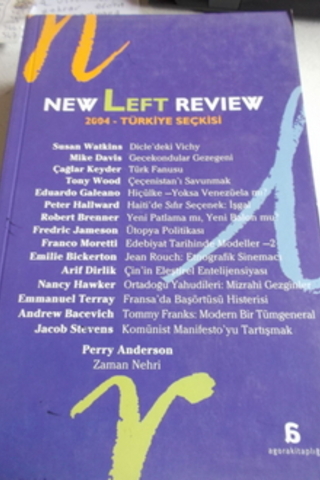 n
NEW LEFT REVIEW
2004 - TÜRKİYE SEÇKİSİ
Susan Watkins Dicle'deki Vichy
Mike Davis Gecekondular Gezegeni
Çağlar Keyder Türk Fanusu
Tony Wood Çeçenistan'ı Savunmak
Eduardo Galeano Hiçülke - Yoksa Venezüela mı?
Peter Hallward Haiti'de Sıfır Seçenek: İşgal
Robert Brenner Yeni Patlama mı, Yeni Balon mu?
Fredric Jameson Ütopya Politikası
Franco Moretti Edebiyat Tarihinde Modeller -2
Emilie Bickerton Jean Rouch: Etnografik Sinemacı
Arif Dirlik Çin'in Eleştirel Entelijensiyası
Nancy Hawker Ortadoğu Yahudileri: Mizrahi Gezginler
Emmanuel Terray Fransa'da Başörtüsü Histerisi
Andrew Bacevich Tommy Franks: Modern Bir Tümgeneral
Jacob Stevens Komünist Manifesto'yu Tartışmak
Perry Anderson
Zaman Nehri
l
r
a
agorakitaplığı